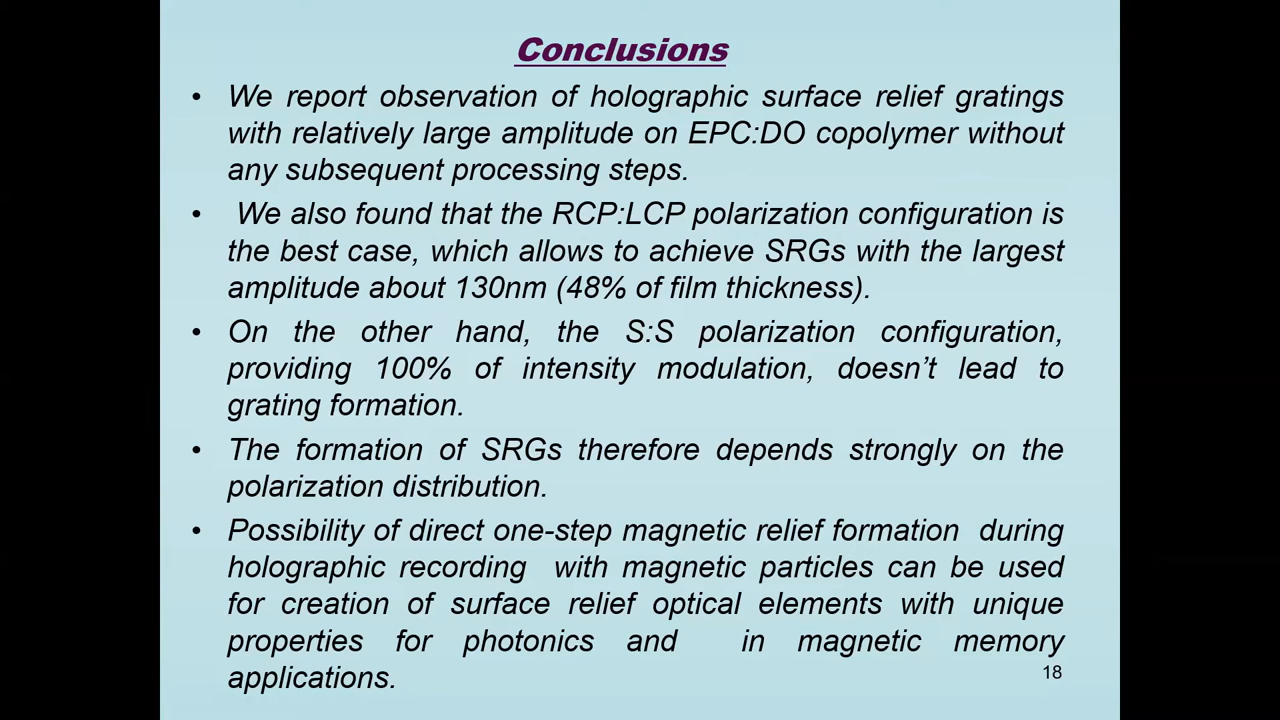 Conclusions
• We report observation of holographic surface relief gratings
with relatively large amplitude on EPC:DO copolymer without
any subsequent processing steps.
• We also found that the RCP:LCP polarization configuration is
the best case, which allows to achieve SRGs with the largest
amplitude about 130nm (48% of film thickness).
• On the other hand, the S:S polarization configuration,
providing 100% of intensity modulation, doesn’t lead to
grating formation.
• The formation of SRGs therefore depends strongly on the
polarization distribution.
• Possibility of direct one-step magnetic relief formation during
holographic recording with magnetic particles can be used
for creation of surface relief optical elements with unique
properties for photonics and in magnetic memory
applications.
18